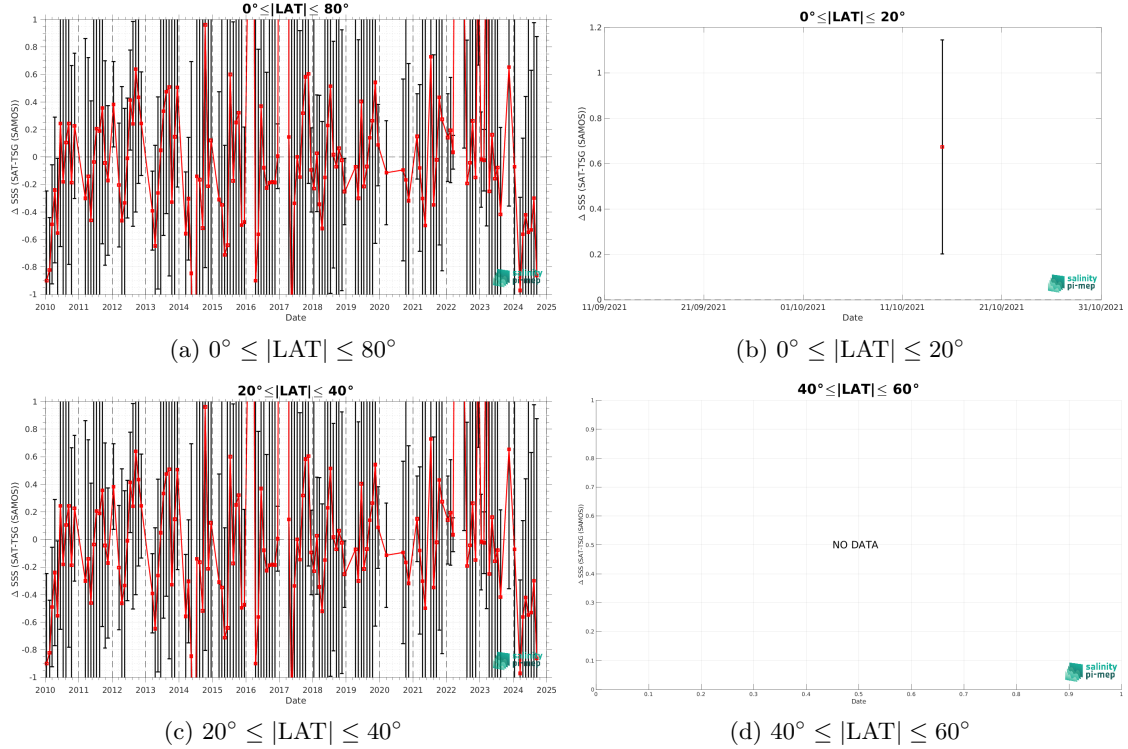 0°≤|LAT|≤ 80°
Δ SSS (SAT-TSG (SAMOS))
1
0.8
0.6
0.4
0.2
0
-0.2
-0.4
-0.6
-0.8
-1
2010 2011 2012 2013 2014 2015 2016 2017 2018 2019 2020 2021 2022 2023 2024 2025
Date
salinity
pi-mep
(a) 0° ≤ |LAT| ≤ 80°
0°≤|LAT|≤ 20°
Δ SSS (SAT-TSG (SAMOS))
1.2
1
0.8
0.6
0.4
0.2
0
11/09/2021 21/09/2021 01/10/2021 11/10/2021 21/10/2021 31/10/2021
Date
salinity
pi-mep
(b) 0° ≤ |LAT| ≤ 20°
20°≤|LAT|≤ 40°
Δ SSS (SAT-TSG (SAMOS))
1
0.8
0.6
0.4
0.2
0
-0.2
-0.4
-0.6
-0.8
-1
2010 2011 2012 2013 2014 2015 2016 2017 2018 2019 2020 2021 2022 2023 2024 2025
Date
salinity
pi-mep
(c) 20° ≤ |LAT| ≤ 40°
40°≤|LAT|≤ 60°
Δ SSS (SAT-TSG (SAMOS))
1
0.9
0.8
0.7
0.6
0.5
0.4
0.3
0.2
0.1
0
NO DATA
0 0.1 0.2 0.3 0.4 0.5 0.6 0.7 0.8 0.9 1
Date
salinity
pi-mep
(d) 40° ≤ |LAT| ≤ 60°